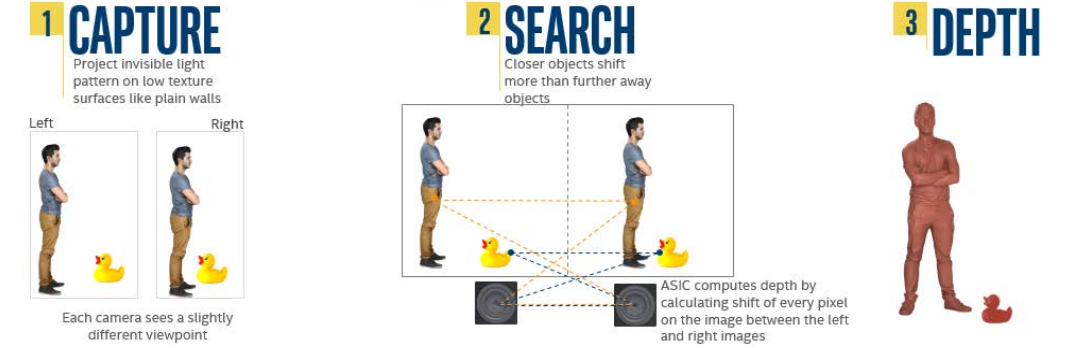 1 CAPTURE
Project invisible light
pattern on low texture
surfaces like plain walls
Left
Right
Each camera sees a slightly
different viewpoint
2 SEARCH
Closer objects shift
more than further away
objects
ASIC computes depth by
calculating shift of every pixel
on the image between the left
and right images
3 DEPTH